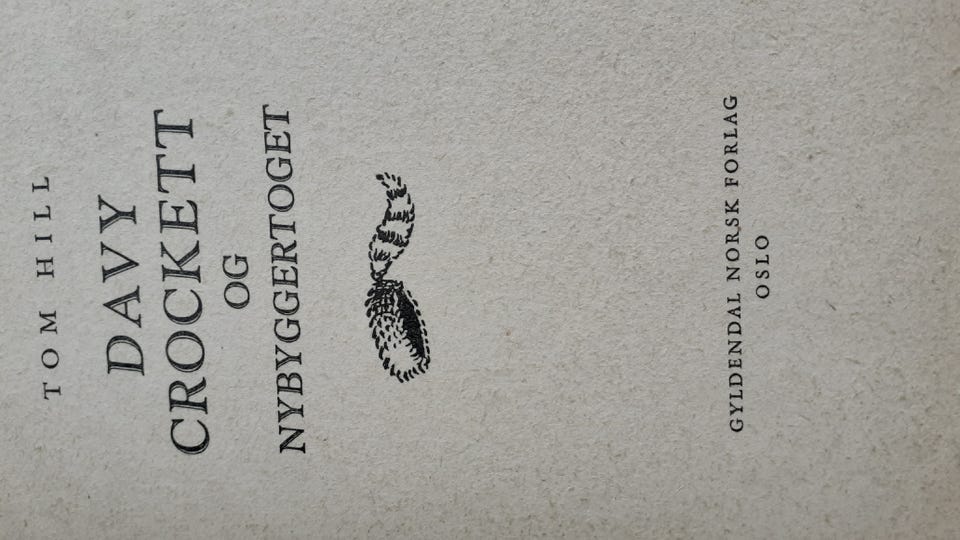 TOM HILL
DAVY
CROCKETT
OG
NYBYGGERTOGET
GYLDENDAL NORSK FORLAG
OSLO